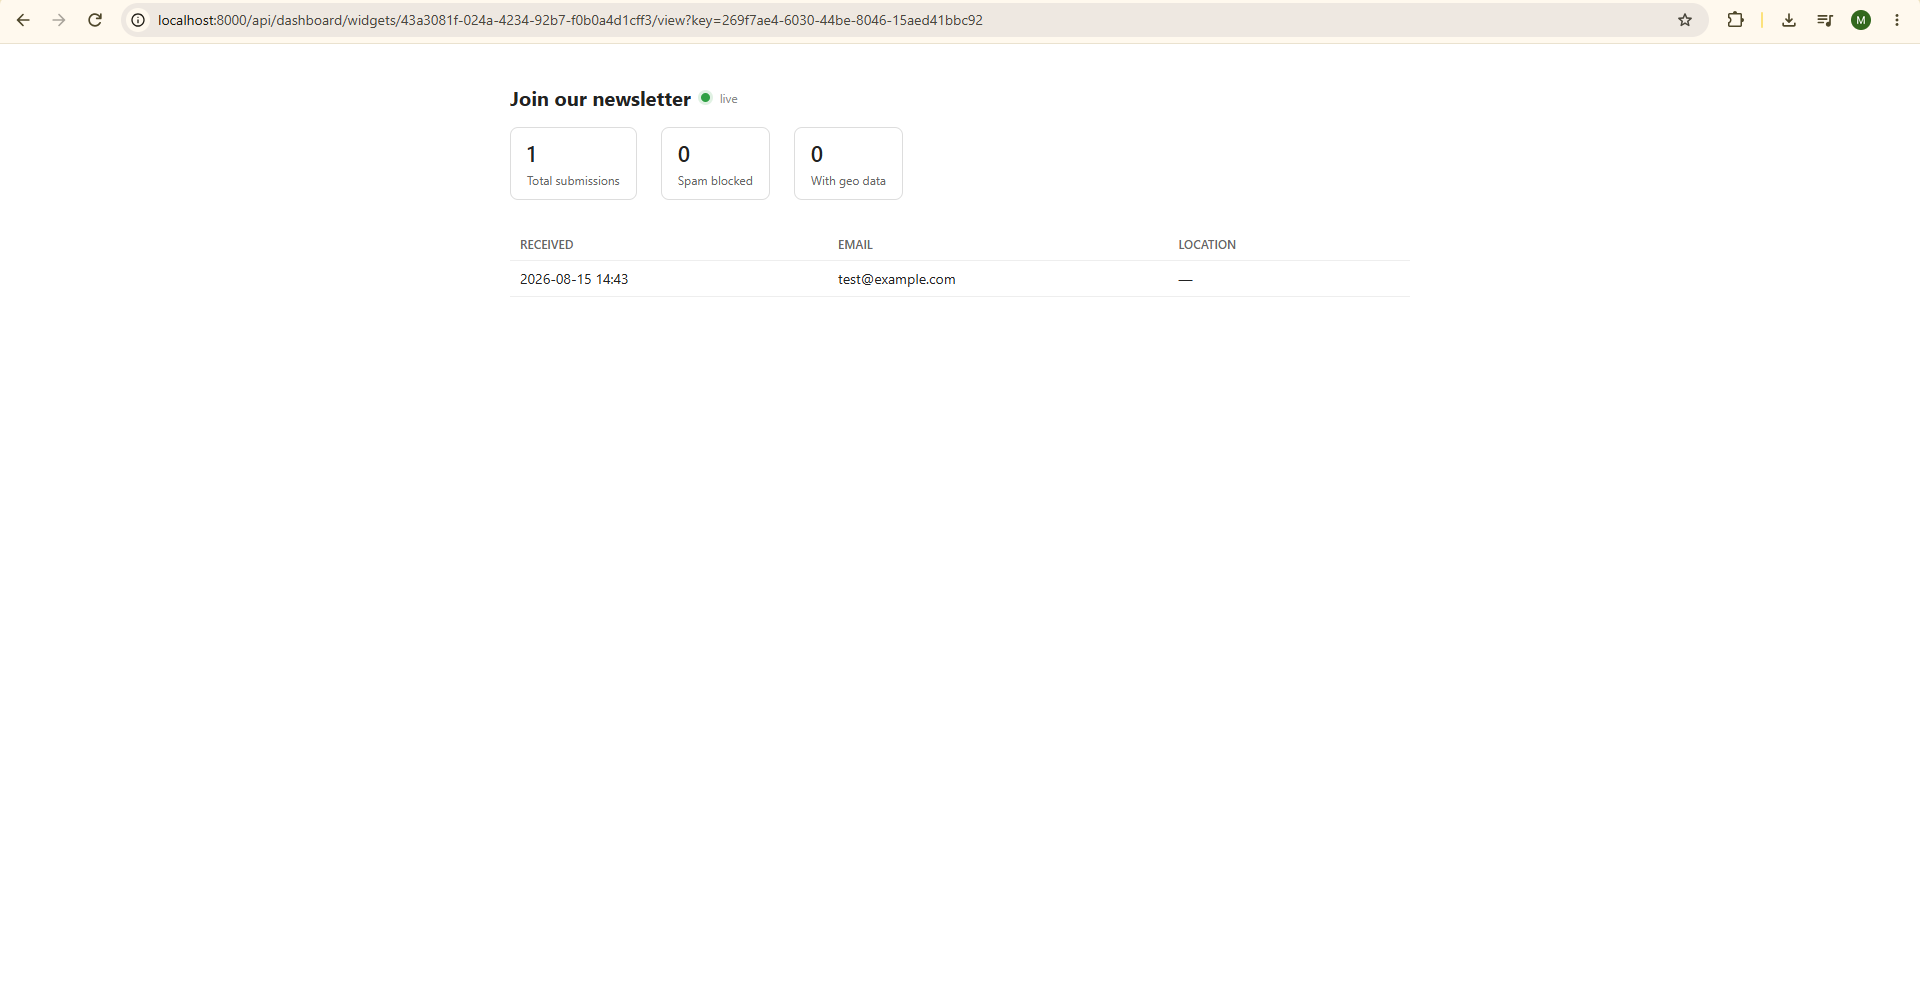 localhost:8000/api/dashboard/widgets/43a3081f-024a-4234-92b7-f0b0a4d1cff3/view?key=269f7ae4-6030-44be-8046-15aed41bbc92
M
Join our newsletter live
1 0 0
Total submissions Spam blocked With geo data
RECEIVED EMAIL LOCATION
2026-08-15 14:43 test@example.com —